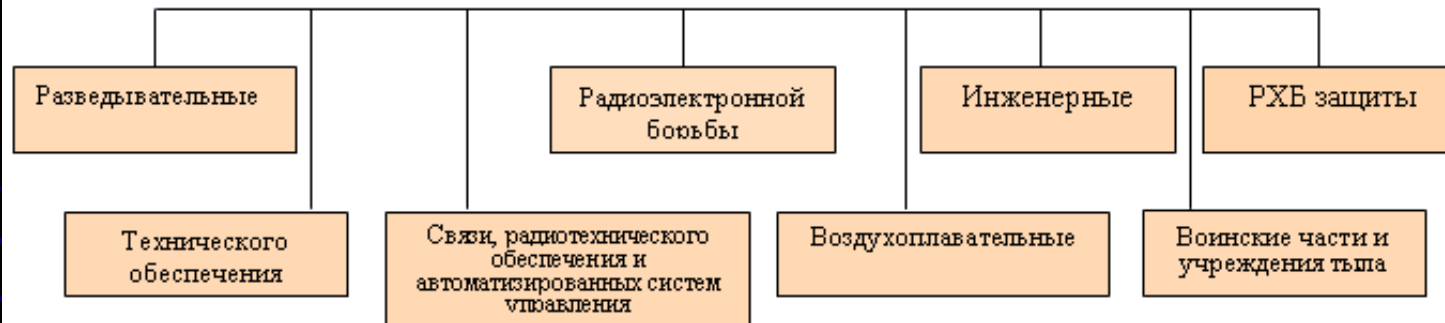 Разведывательные
Радиоэлектронной
борьбы
Инженерные
РХБ защиты
Технического
обеспечения
Связи, радиотехнического
обеспечения и
автоматизированных систем
управления
Воздухоплавательные
Воинские части и
учреждения тыла